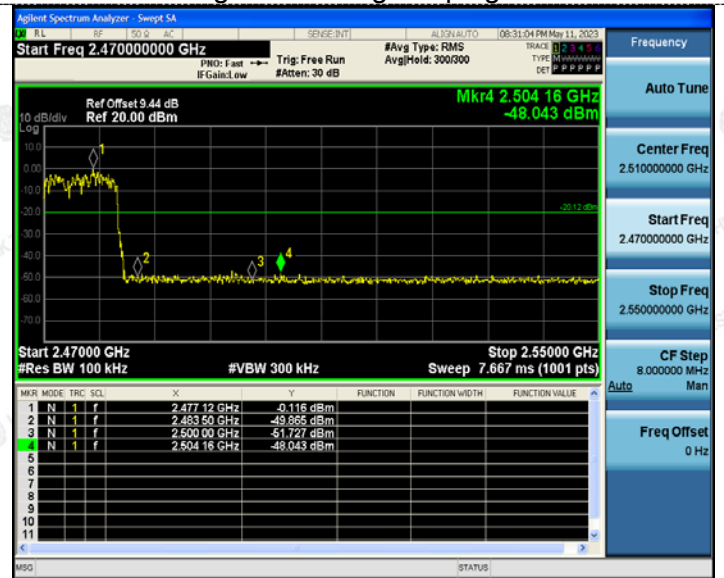 Agilent Spectrum Analyzer - Swept SA
RL RF 50 Ω AC SENSE:INT ALIGN AUTO 08:31:04 PM May 11, 2023
Start Freq 2.470000000 GHz
PNO: Fast
IFGain:Low
Trig: Free Run
#Atten: 30 dB
#Avg Type: RMS
Avg|Hold: 300/300
TRACE 1 2 3 4 5 6
TYPE M WWWWW
DET P P P P P P
Frequency
Auto Tune
Center Freq
2.510000000 GHz
Start Freq
2.470000000 GHz
Stop Freq
2.550000000 GHz
CF Step
8.000000 MHz
Auto Man
Freq Offset
0 Hz
Mkr4 2.504 16 GHz
-48.043 dBm
Ref Offset 9.44 dB
10 dB/div Ref 20.00 dBm
Log
10.0
0.00
-10.0
-20.0
-30.0
-40.0
-50.0
-60.0
-70.0
1
2
3
4
-20.12 dBm
Start 2.47000 GHz Stop 2.55000 GHz
#Res BW 100 kHz #VBW 300 kHz Sweep 7.667 ms (1001 pts)
MKR MODE TRC SCL X Y FUNCTION FUNCTION WIDTH FUNCTION VALUE
1 N 1 f 2.477 12 GHz -0.116 dBm
2 N 1 f 2.483 50 GHz -49.865 dBm
3 N 1 f 2.500 00 GHz -51.727 dBm
4 N 1 f 2.504 16 GHz -48.043 dBm
5
6
7
8
9
10
11
MSG STATUS